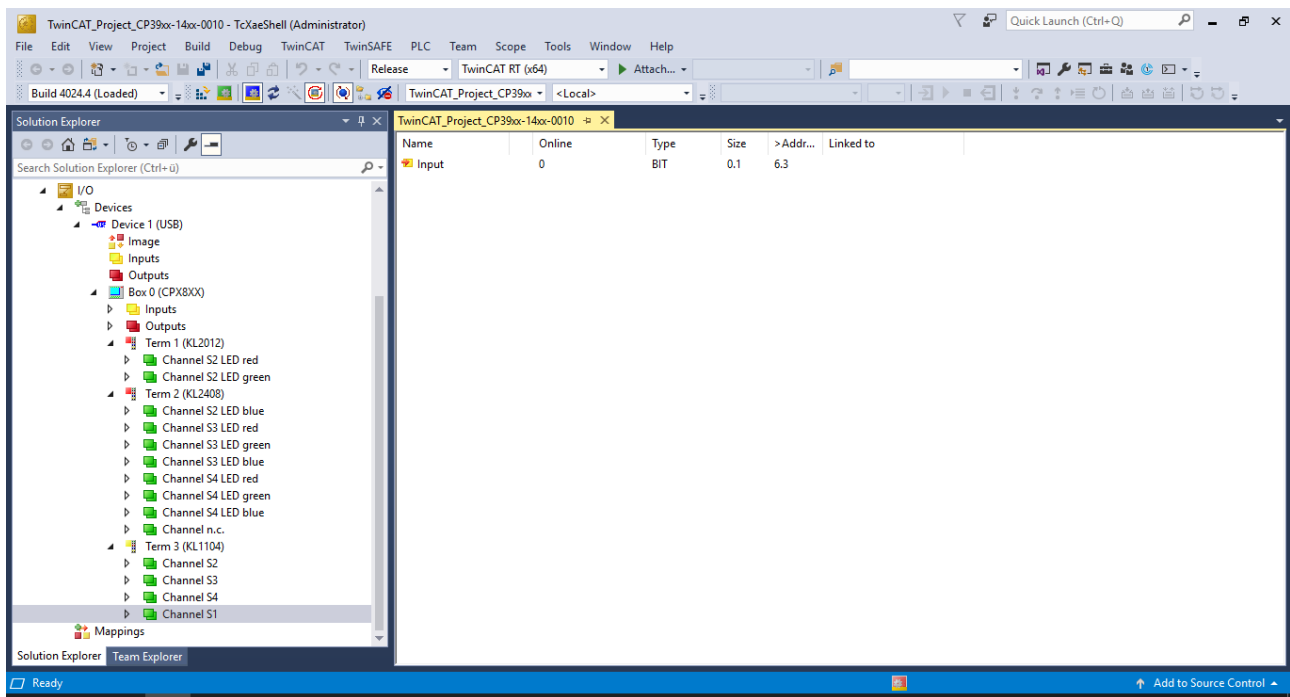 TwinCAT_Project_CP39xx-14xx-0010 - TcXaeShell (Administrator)
Quick Launch (Ctrl+Q)
File Edit View Project Build Debug TwinCAT TwinSAFE PLC Team Scope Tools Window Help
Release TwinCAT RT (x64) Attach...
Build 4024.4 (Loaded) TwinCAT_Project_CP39xx <Local>
Solution Explorer
TwinCAT_Project_CP39xx-14xx-0010
Search Solution Explorer (Ctrl+ü)
Name Online Type Size >Addr... Linked to
Input 0 BIT 0.1 6.3
I/O
Devices
Device 1 (USB)
Image
Inputs
Outputs
Box 0 (CPX8XX)
Inputs
Outputs
Term 1 (KL2012)
Channel S2 LED red
Channel S2 LED green
Term 2 (KL2408)
Channel S2 LED blue
Channel S3 LED red
Channel S3 LED green
Channel S3 LED blue
Channel S4 LED red
Channel S4 LED green
Channel S4 LED blue
Channel n.c.
Term 3 (KL1104)
Channel S2
Channel S3
Channel S4
Channel S1
Mappings
Solution Explorer Team Explorer
Ready
Add to Source Control